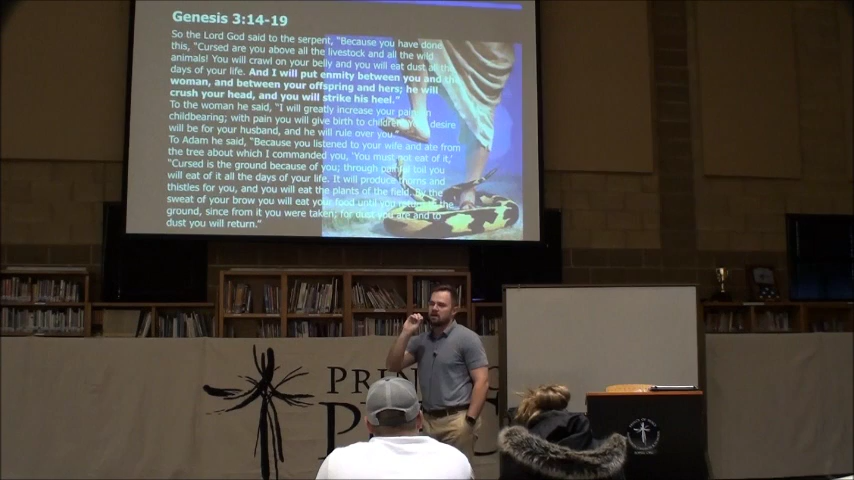 Genesis 3:14-19
So the Lord God said to the serpent, “Because you have done
this, “Cursed are you above all the livestock and all the wild
animals! You will crawl on your belly and you will eat dust all the
days of your life. And I will put enmity between you and the
woman, and between your offspring and hers; he will
crush your head, and you will strike his heel.”
To the woman he said, “I will greatly increase your pain in
childbearing; with pain you will give birth to children. Your desire
will be for your husband, and he will rule over you.”
To Adam he said, “Because you listened to your wife and ate from
the tree about which I commanded you, ‘You must not eat of it,’
“Cursed is the ground because of you; through painful toil you
will eat of it all the days of your life. It will produce thorns and
thistles for you, and you will eat the plants of the field. By the
sweat of your brow you will eat your food until you return to the
ground, since from it you were taken; for dust you are and to
dust you will return.”